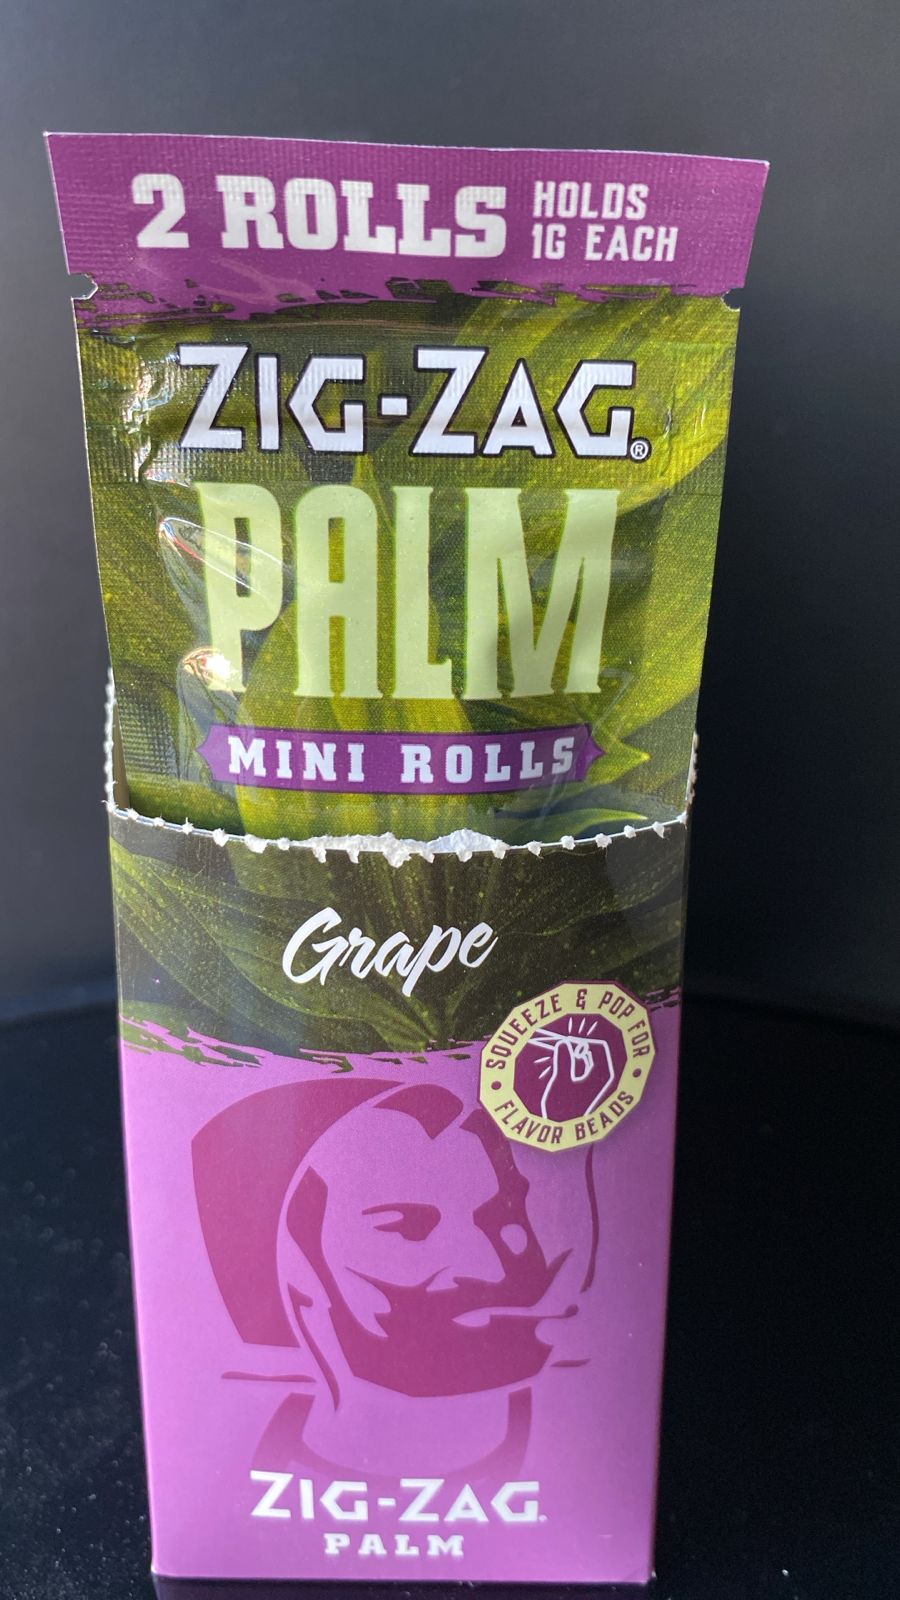 2 ROLLS HOLDS
1G EACH
ZIG-ZAG®
PALM
MINI ROLLS
Grape
SQUEEZE & POP FOR
• FLAVOR BEADS •
ZIG-ZAG.
PALM